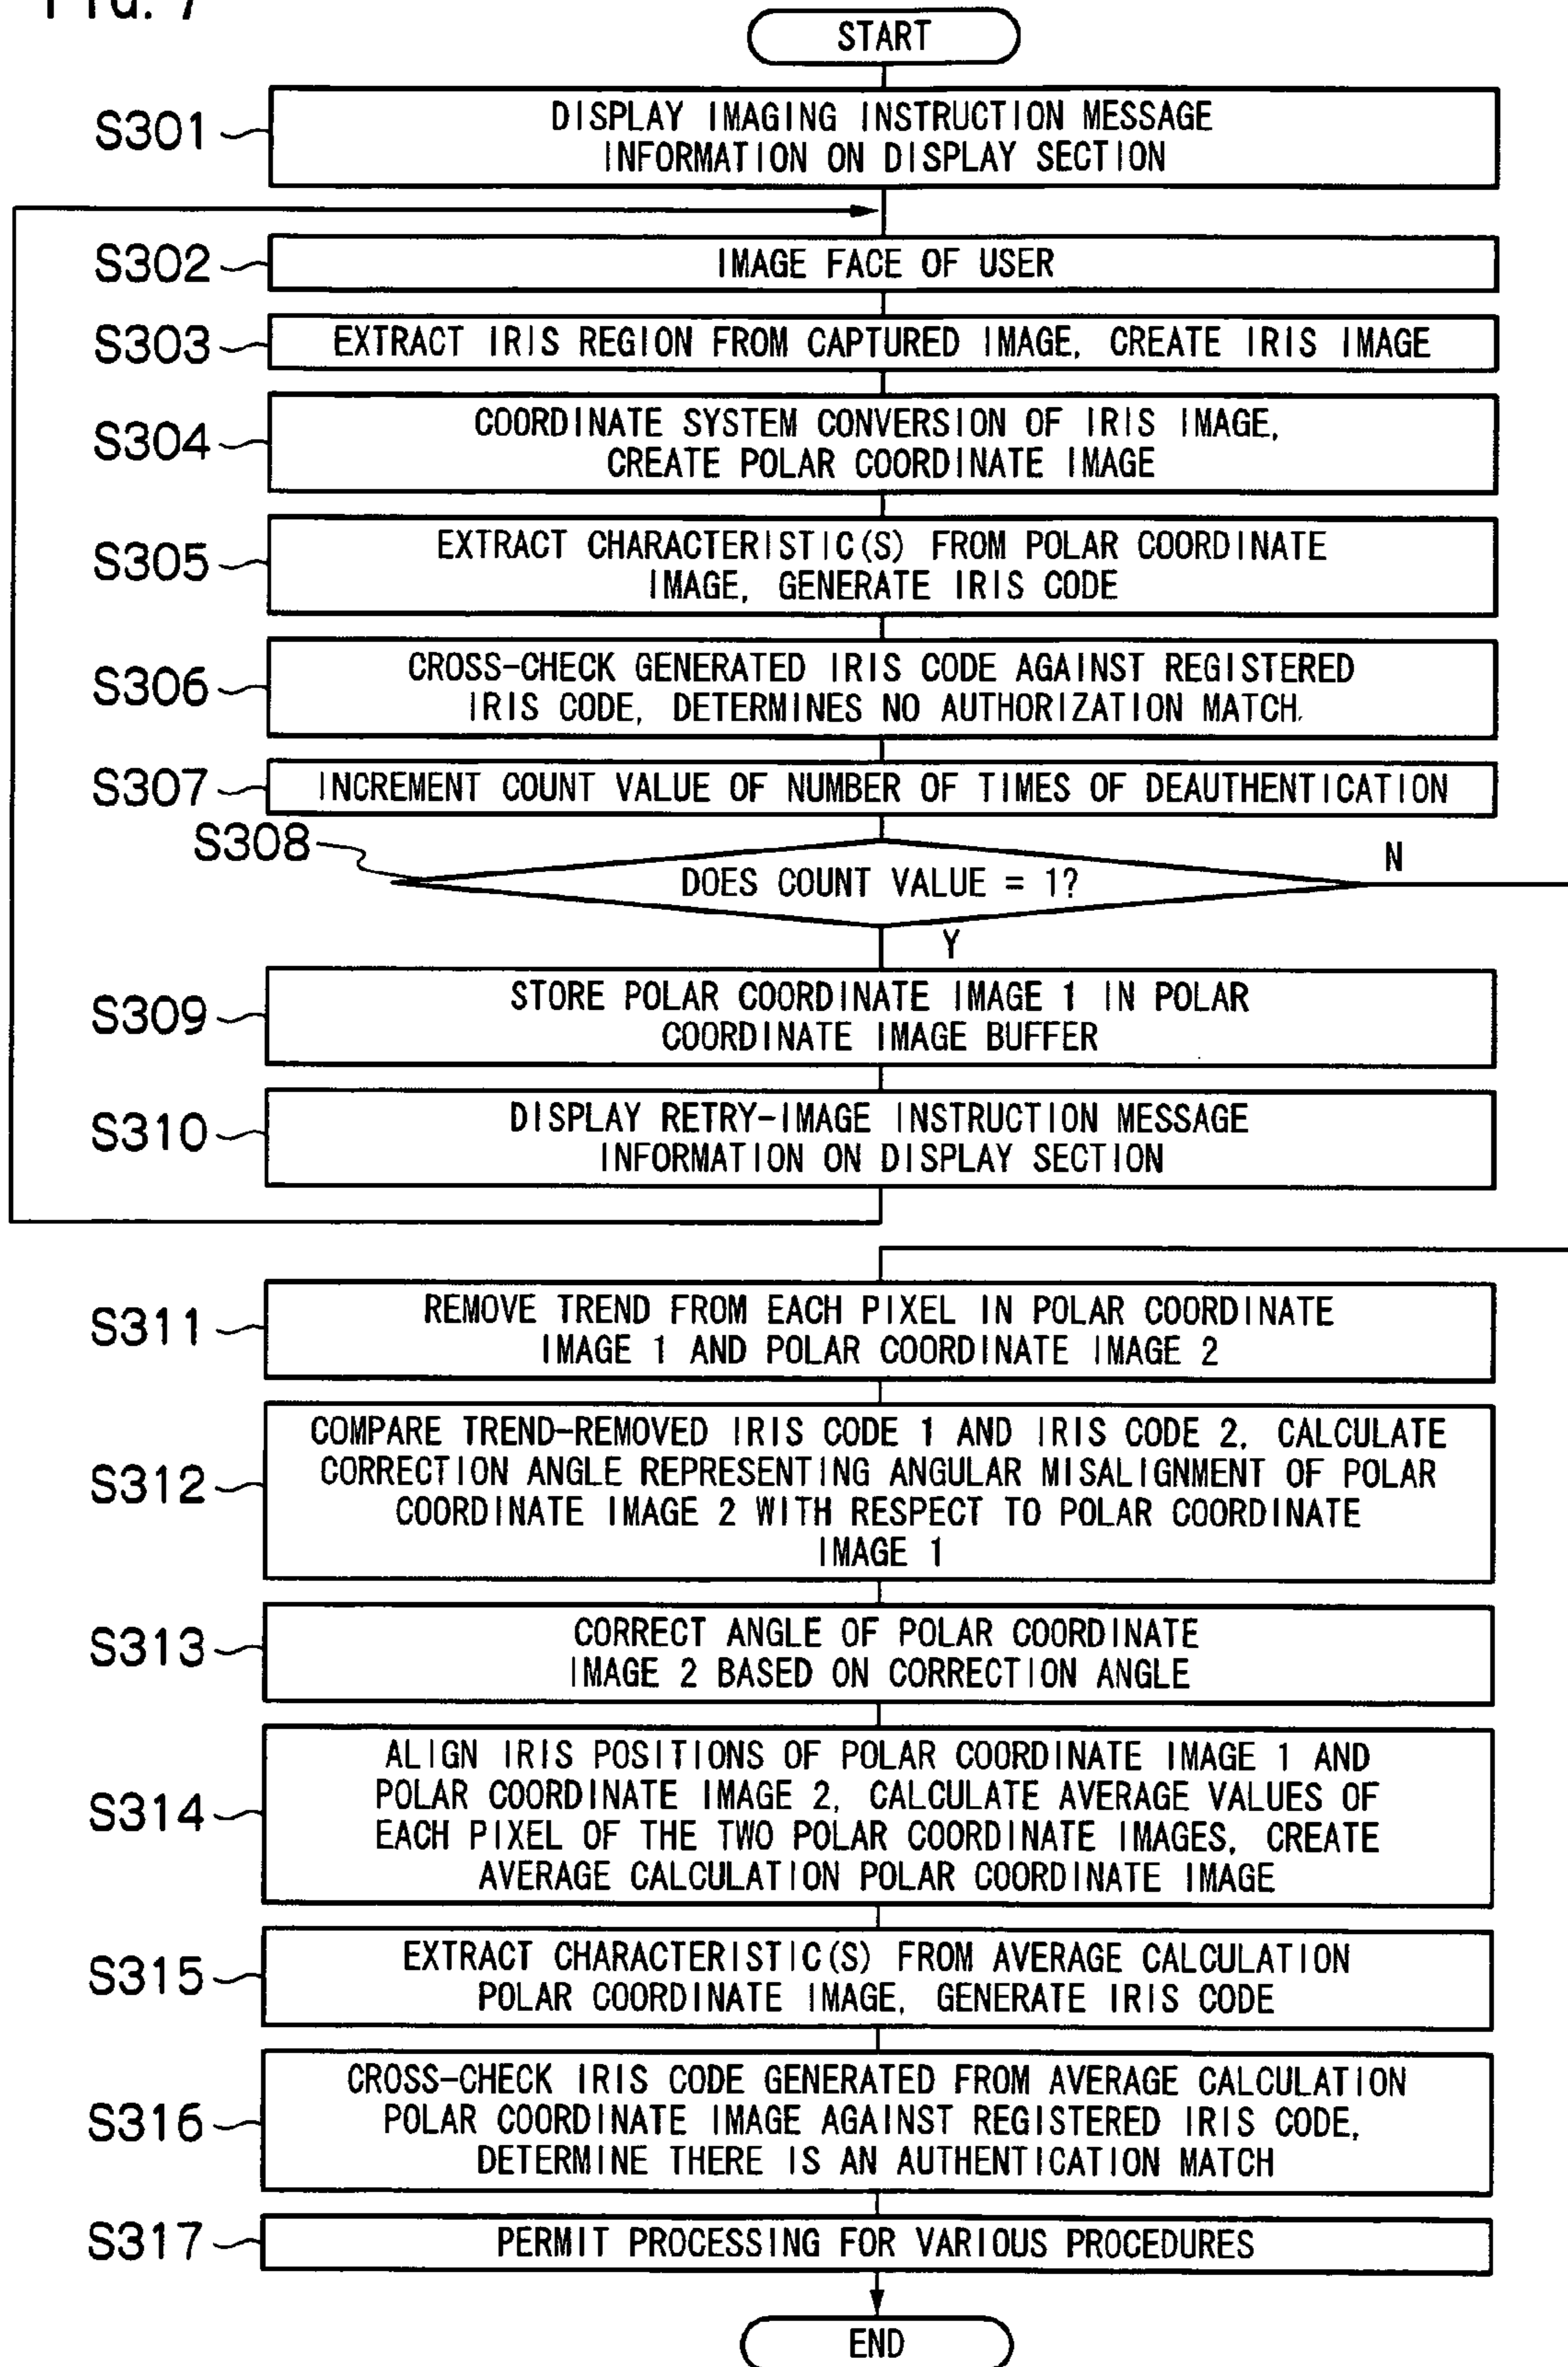 FIG. 7
START
S301
DISPLAY IMAGING INSTRUCTION MESSAGE
INFORMATION ON DISPLAY SECTION
S302
IMAGE FACE OF USER
S303
EXTRACT IRIS REGION FROM CAPTURED IMAGE, CREATE IRIS IMAGE
S304
COORDINATE SYSTEM CONVERSION OF IRIS IMAGE,
CREATE POLAR COORDINATE IMAGE
S305
EXTRACT CHARACTERISTIC(S) FROM POLAR COORDINATE
IMAGE, GENERATE IRIS CODE
S306
CROSS-CHECK GENERATED IRIS CODE AGAINST REGISTERED
IRIS CODE, DETERMINES NO AUTHORIZATION MATCH.
S307
INCREMENT COUNT VALUE OF NUMBER OF TIMES OF DEAUTHENTICATION
S308
DOES COUNT VALUE = 1?
N
Y
S309
STORE POLAR COORDINATE IMAGE 1 IN POLAR
COORDINATE IMAGE BUFFER
S310
DISPLAY RETRY-IMAGE INSTRUCTION MESSAGE
INFORMATION ON DISPLAY SECTION
S311
REMOVE TREND FROM EACH PIXEL IN POLAR COORDINATE
IMAGE 1 AND POLAR COORDINATE IMAGE 2
S312
COMPARE TREND-REMOVED IRIS CODE 1 AND IRIS CODE 2, CALCULATE
CORRECTION ANGLE REPRESENTING ANGULAR MISALIGNMENT OF POLAR
COORDINATE IMAGE 2 WITH RESPECT TO POLAR COORDINATE
IMAGE 1
S313
CORRECT ANGLE OF POLAR COORDINATE
IMAGE 2 BASED ON CORRECTION ANGLE
S314
ALIGN IRIS POSITIONS OF POLAR COORDINATE IMAGE 1 AND
POLAR COORDINATE IMAGE 2, CALCULATE AVERAGE VALUES OF
EACH PIXEL OF THE TWO POLAR COORDINATE IMAGES, CREATE
AVERAGE CALCULATION POLAR COORDINATE IMAGE
S315
EXTRACT CHARACTERISTIC(S) FROM AVERAGE CALCULATION
POLAR COORDINATE IMAGE, GENERATE IRIS CODE
S316
CROSS-CHECK IRIS CODE GENERATED FROM AVERAGE CALCULATION
POLAR COORDINATE IMAGE AGAINST REGISTERED IRIS CODE,
DETERMINE THERE IS AN AUTHENTICATION MATCH
S317
PERMIT PROCESSING FOR VARIOUS PROCEDURES
END